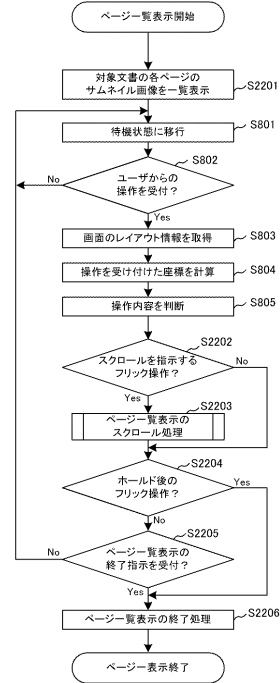 ページ一覧表示開始
対象文書の各ページの
サムネイル画像を一覧表示
S2201
待機状態に移行
S801
S802
ユーザからの
操作を受付？
No
Yes
画面のレイアウト情報を取得
S803
操作を受け付けた座標を計算
S804
操作内容を判断
S805
S2202
スクロールを指示する
フリック操作？
No
Yes
S2203
ページ一覧表示の
スクロール処理
S2204
ホールド後の
フリック操作？
Yes
No
S2205
ページ一覧表示の
終了指示を受付？
No
Yes
ページ一覧表示の終了処理
S2206
ページ一表示終了